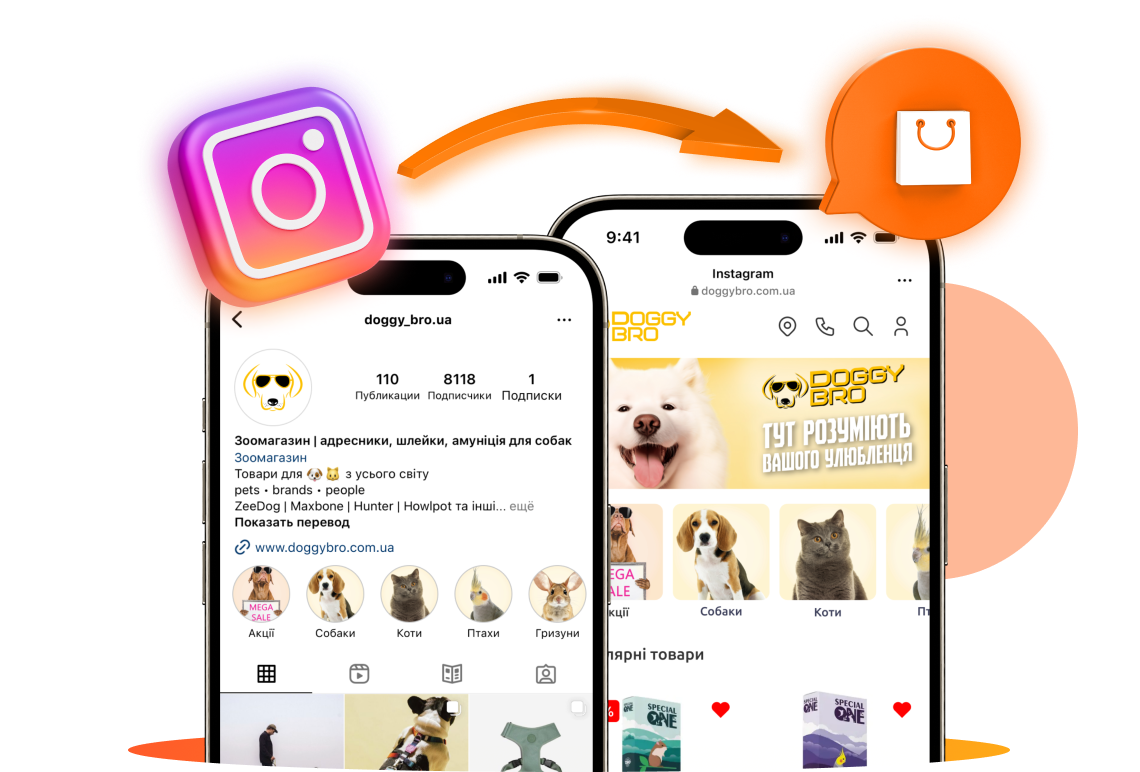 doggy_bro.ua
110
8118
1
Публикации
Подписчики
Подписки
Зоомагазин | адресники, шлейки, амуніція для собак
Зоомагазин
Товари для 🐶 🐱 з усього світу
pets • brands • people
ZeeDog | Maxbone | Hunter | Howlpot та інші... ещё
Показать перевод
www.doggybro.com.ua
MEGA
SALE
Акції
Собаки
Коти
Птахи
Гризуни
9:41
Instagram
doggybro.com.ua
DOGGY
BRO
DOGGY
BRO
ТУТ РОЗУМІЮТЬ
ВАШОГО УЛЮБЛЕНЦЯ
EGA
ALE
кції
Собаки
Коти
Пт
лярні товари
%
SPECIAL
ONE
SPECIAL
ONE